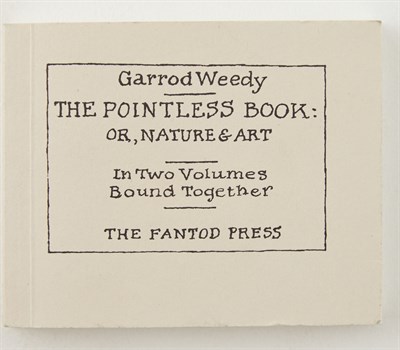 Garrod Weedy
THE POINTLESS BOOK:
OR, NATURE & ART
In Two Volumes
Bound Together
THE FANTOD PRESS